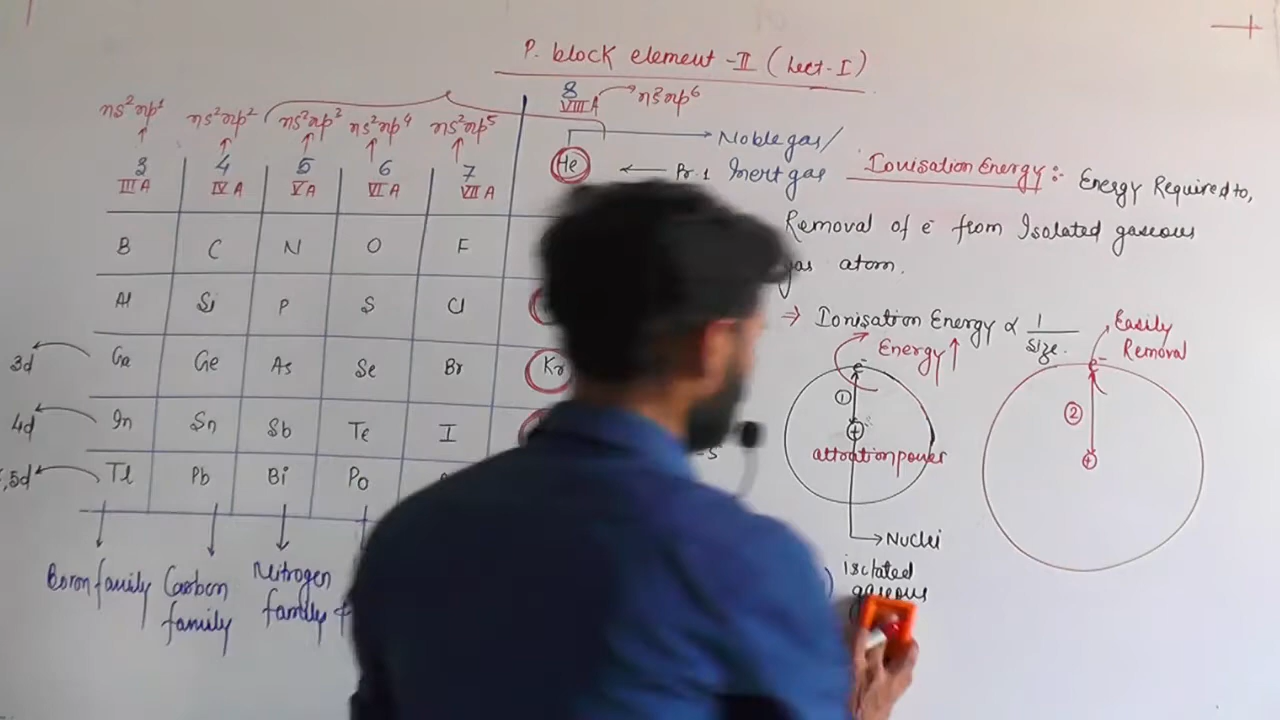 P. block element -II (Lect-I)
ns²np¹ ns²np² ns²np³ ns²np⁴ ns²np⁵ 8 VIII A ns²np⁶
3 4 5 6 7
III A IV A V A VI A VII A
He ← Pr.1
Noble gas/
Inert gas
B C N O F
Al Si P S Cl
3d Ga Ge As Se Br Kr
4d In Sn Sb Te I
,5d Tl Pb Bi Po
Boron family
Carbon
family
Nitrogen
family
Ionisation Energy :- Energy Required to,
Removal of e⁻ from Isolated gaseous
gas atom.
⇒ Ionisation Energy ∝ 1/size.
Energy ↑
e⁻
①
+
attraction power
→ Nuclei
isolated
gaseous
Easily
Removal
e⁻
②
+